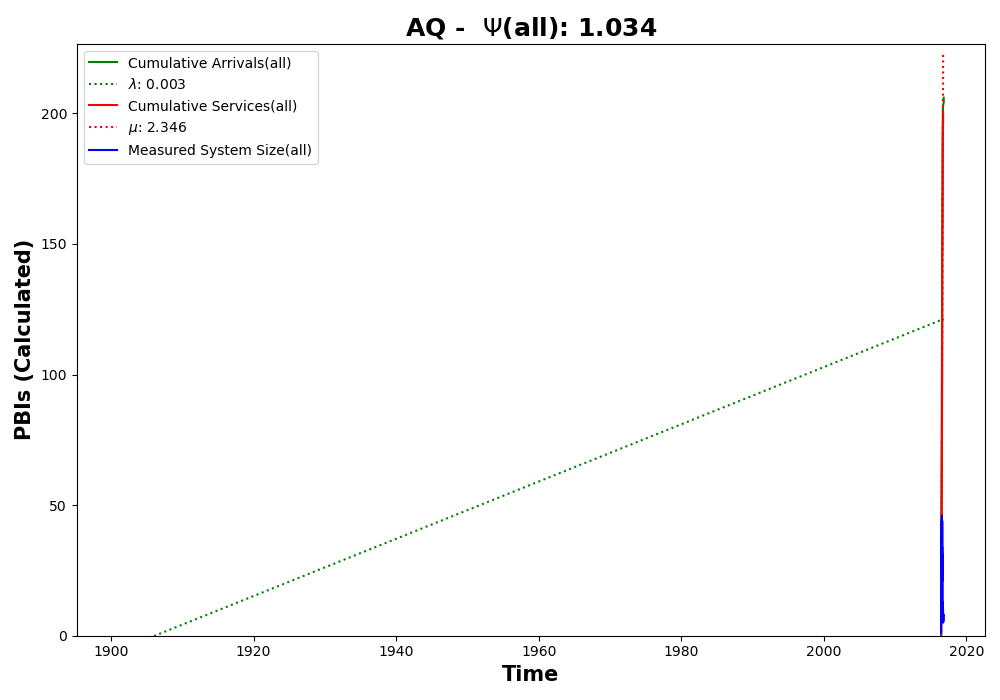 AQ - Ψ(all): 1.034
Cumulative Arrivals(all)
λ: 0.003
Cumulative Services(all)
μ: 2.346
Measured System Size(all)
PBIs (Calculated)
200
150
100
50
0
1900 1920 1940 1960 1980 2000 2020
Time